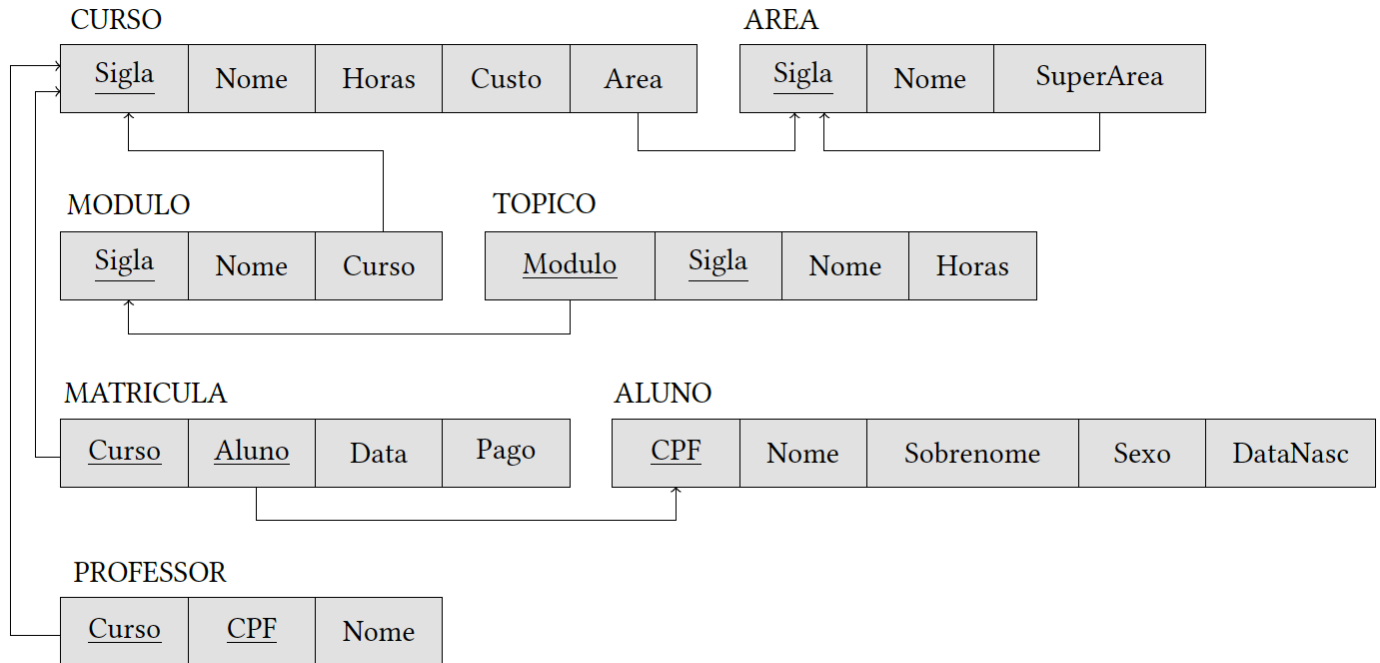 CURSO AREA
Sigla Nome Horas Custo Area Sigla Nome SuperArea
MODULO TOPICO
Sigla Nome Curso Modulo Sigla Nome Horas
MATRICULA ALUNO
Curso Aluno Data Pago CPF Nome Sobrenome Sexo DataNasc
PROFESSOR
Curso CPF Nome